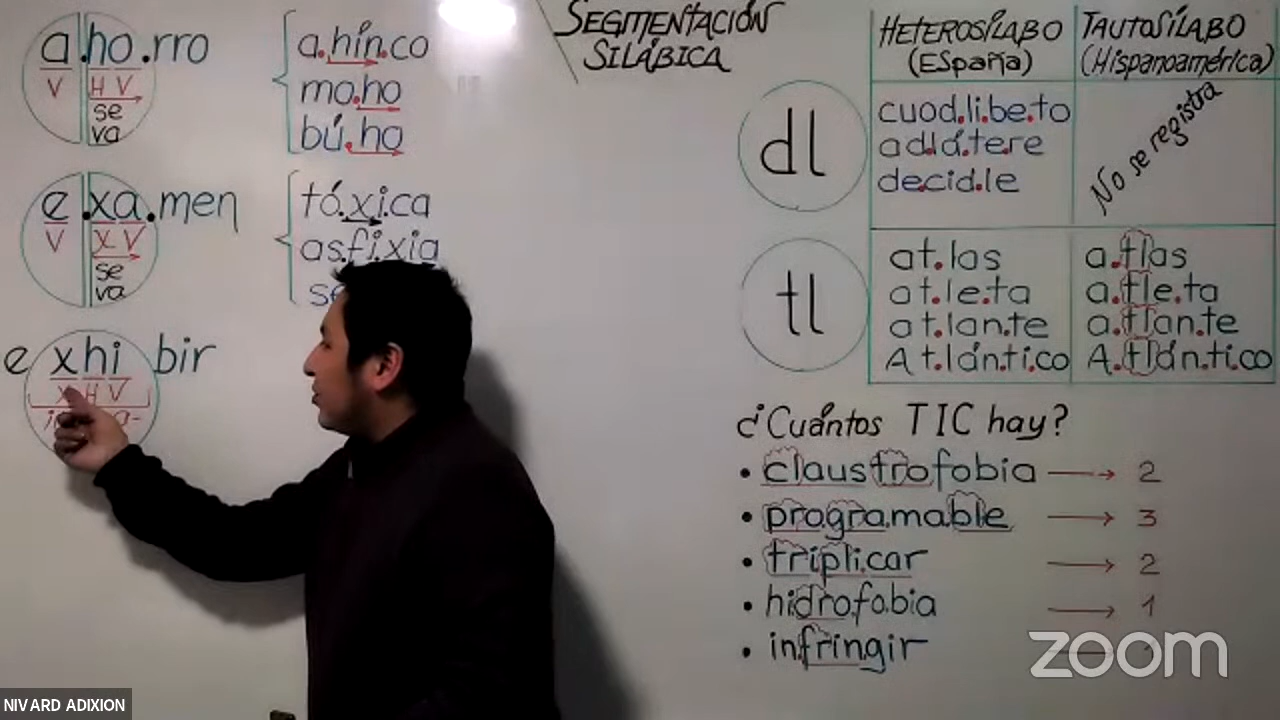 a.ho.rro
V H V
se
va
a.hin.co
mo.ho
bú.ho
e.xa.men
V X V
se
va
tó.xi.ca
as.fi.xia
e xhi bir
X H V
SEGMENTACIÓN
SILÁBICA
HETEROSÍLABO
(España)
TAUTOSÍLABO
(Hispanoamérica)
dl
cuod.li.be.to
ad.lá.te.re
decid.le
No se registra
tl
at.las
at.le.ta
at.lan.te
At.lán.ti.co
a.tlas
a.tle.ta
a.tlan.te
A.tlán.ti.co
¿Cuántos TIC hay?
• claustrofobia → 2
• programable → 3
• triplicar → 2
• hidrofobia → 1
• infringir
zoom
NIVARD ADIXION